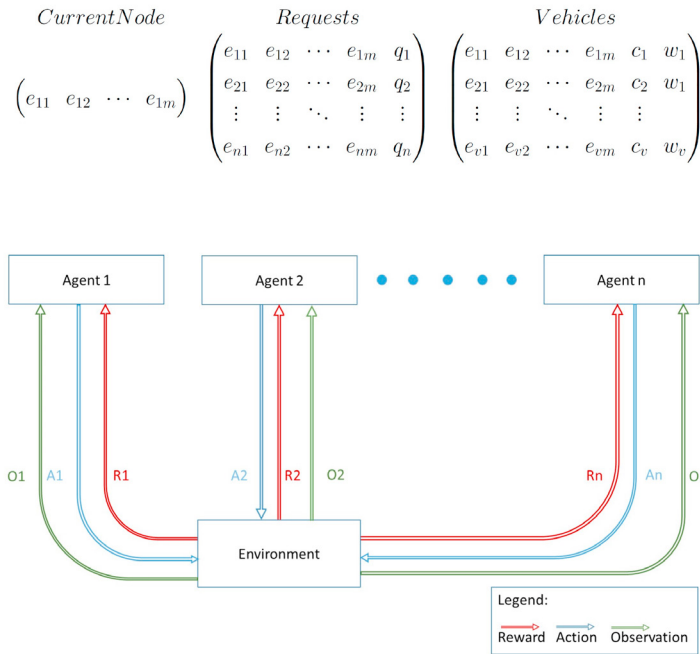 CurrentNode Requests Vehicles
e11 e12 ⋯ e1m q1 e11 e12 ⋯ e1m c1 w1
(e11 e12 ⋯ e1m) e21 e22 ⋯ e2m q2 e21 e22 ⋯ e2m c2 w1
⋮ ⋮ ⋱ ⋮ ⋮ ⋮ ⋮ ⋱ ⋮ ⋮
en1 en2 ⋯ enm qn ev1 ev2 ⋯ evm cv wv
Agent 1 Agent 2 Agent n
O1 A1 R1 A2 R2 O2 Rn An O
Environment
Legend:
Reward Action Observation